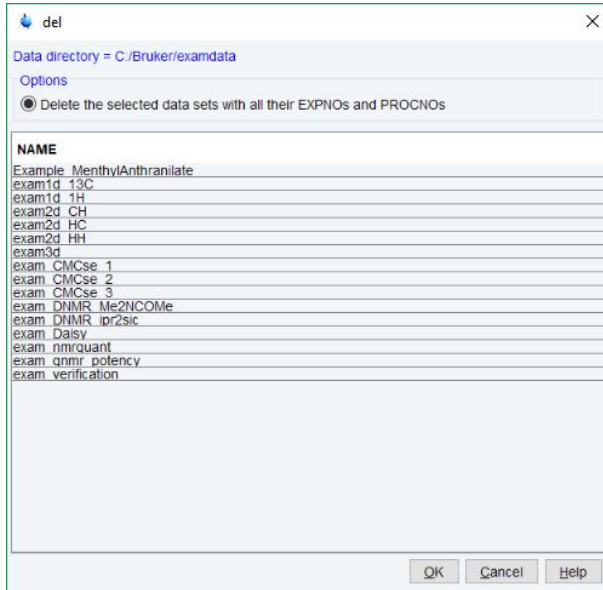 del
Data directory = C:/Bruker/examdata
Options
Delete the selected data sets with all their EXPNOs and PROCNOs
NAME
Example_MenthylAnthranilate
exam1d_13C
exam1d_1H
exam2d_CH
exam2d_HC
exam2d_HH
exam3d
exam_CMCse_1
exam_CMCse_2
exam_CMCse_3
exam_DNMR_Me2NCOMe
exam_DNMR_ipr2sic
exam_Daisy
exam_nmrquant
exam_qnmr_potency
exam_verification
OK Cancel Help